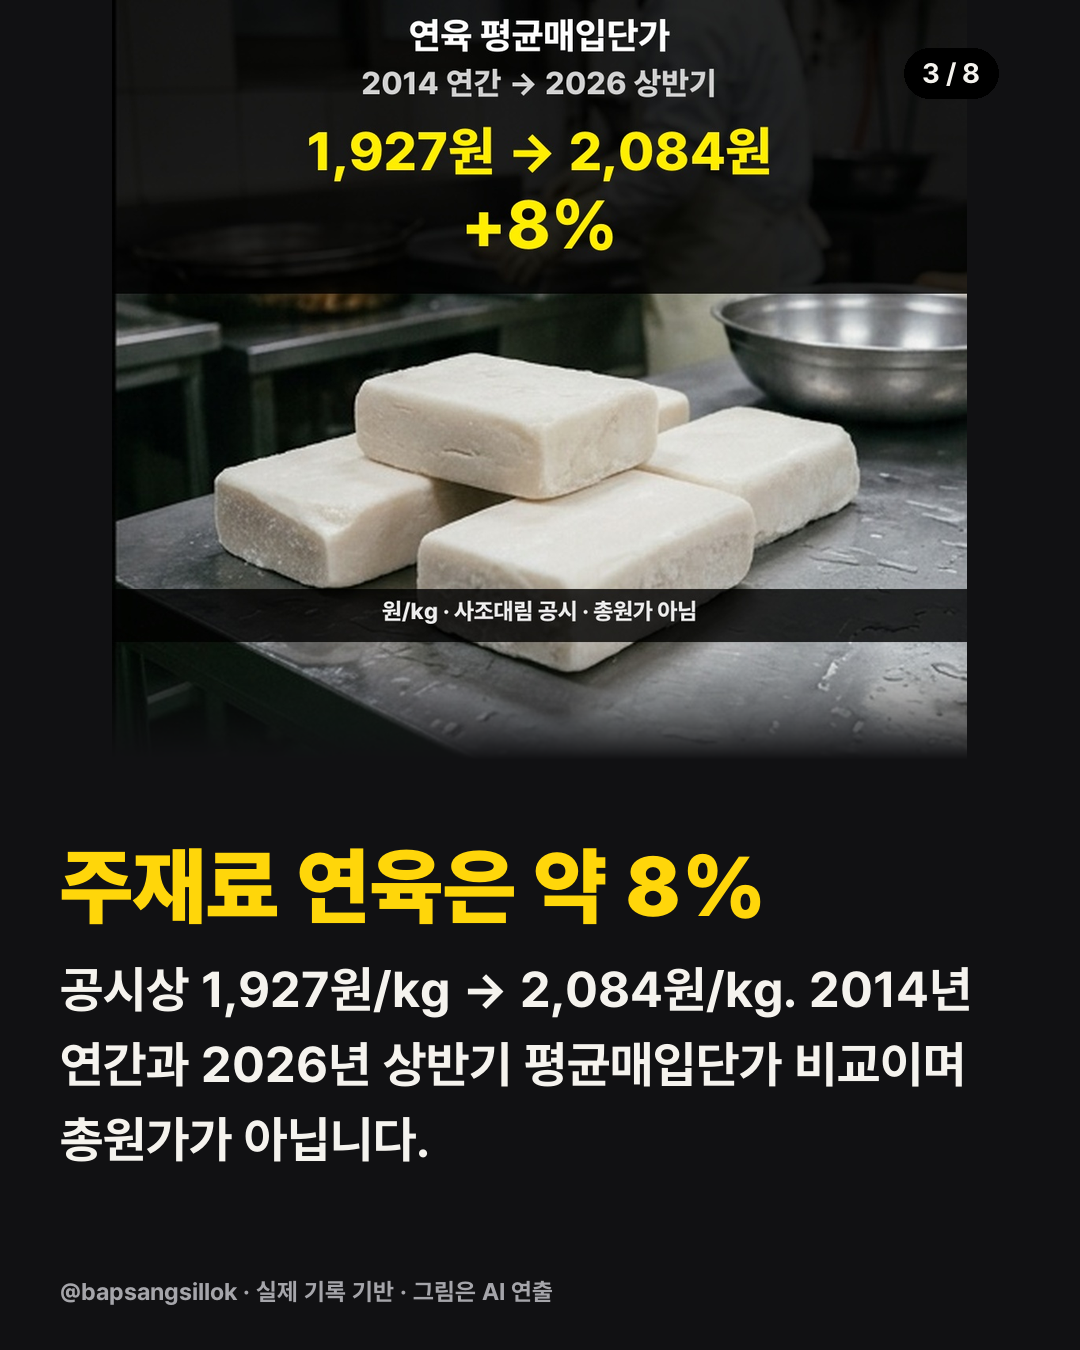 연육 평균매입단가
2014 연간 → 2026 상반기
3 / 8
1,927원 → 2,084원
+8%
원/kg · 사조대림 공시 · 총원가 아님
주재료 연육은 약 8%
공시상 1,927원/kg → 2,084원/kg. 2014년
연간과 2026년 상반기 평균매입단가 비교이며
총원가가 아닙니다.
@bapsangsillok · 실제 기록 기반 · 그림은 AI 연출